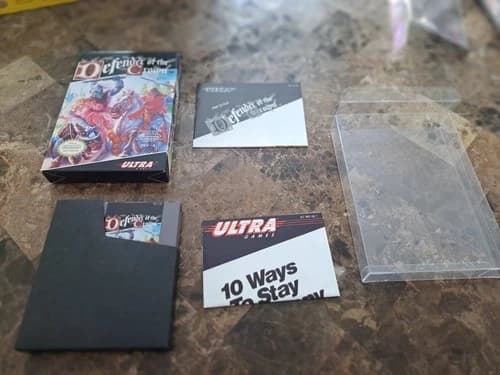 Defender of the
Crown
ULTRA
Defender of the
Crown
Defender of the
Crown
ULTRA
GAMES
10 Ways
To Stay